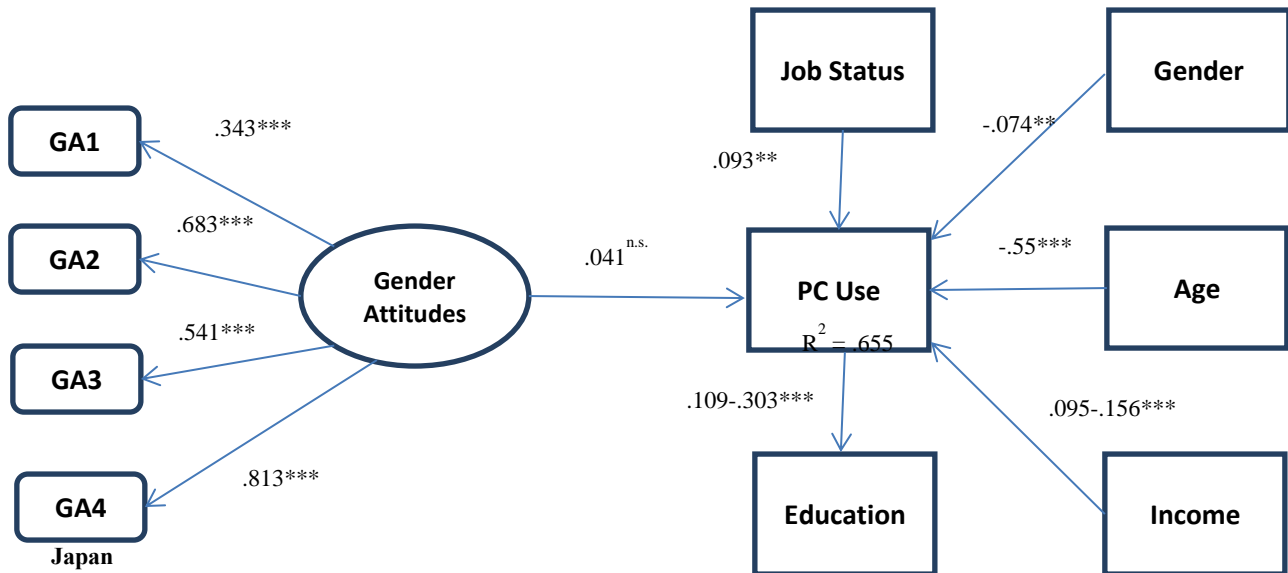 Job Status
Gender
GA1
.343***
-.074**
.093**
.683***
GA2
.041n.s.
-.55***
Gender
Attitudes
PC Use
Age
R2 = .655
.541***
GA3
.109-.303***
.095-.156***
.813***
GA4
Education
Income
Japan